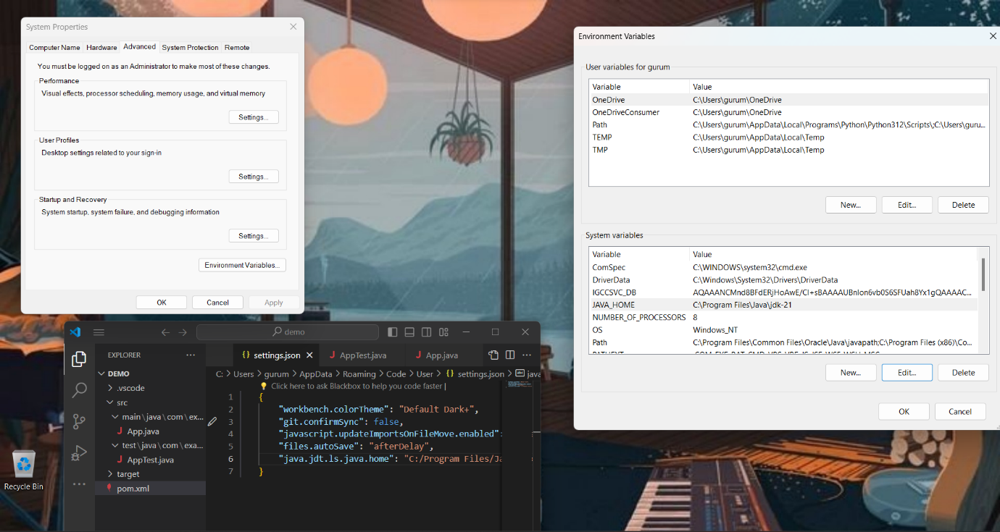 System Properties
Computer Name Hardware Advanced System Protection Remote
You must be logged on as an Administrator to make most of these changes.
Performance
Visual effects, processor scheduling, memory usage, and virtual memory
Settings...
User Profiles
Desktop settings related to your sign-in
Settings...
Startup and Recovery
System startup, system failure, and debugging information
Settings...
Environment Variables...
OK Cancel Apply
Environment Variables
User variables for gurum
Variable Value
OneDrive C:\Users\gurum\OneDrive
OneDriveConsumer C:\Users\gurum\OneDrive
Path C:\Users\gurum\AppData\Local\Programs\Python\Python312\Scripts\;C:\Users\guru...
TEMP C:\Users\gurum\AppData\Local\Temp
TMP C:\Users\gurum\AppData\Local\Temp
New... Edit... Delete
System variables
Variable Value
ComSpec C:\WINDOWS\system32\cmd.exe
DriverData C:\Windows\System32\Drivers\DriverData
IGCCSVC_DB
JAVA_HOME C:\Program Files\Java\jdk-21
NUMBER_OF_PROCESSORS 8
OS Windows_NT
Path C:\Program Files\Common Files\Oracle\Java\javapath;C:\Program Files (x86)\Co...
New... Edit... Delete
OK Cancel
demo
EXPLORER ...
DEMO
.vscode
src
main\java\com\ex...
App.java
test\java\com\exa...
AppTest.java
target
pom.xml
{} settings.json J AppTest.java J App.java
C: > Users > gurum > AppData > Roaming > Code > User > {} settings.json > java
Click here to ask Blackbox to help you code faster |
1 {
2 "workbench.colorTheme": "Default Dark+",
3 "git.confirmSync": false,
4 "javascript.updateImportsOnFileMove.enabled":
5 "files.autoSave": "afterDelay",
6 "java.jdt.ls.java.home": "C:/Program Files/Ja
7 }
Recycle Bin